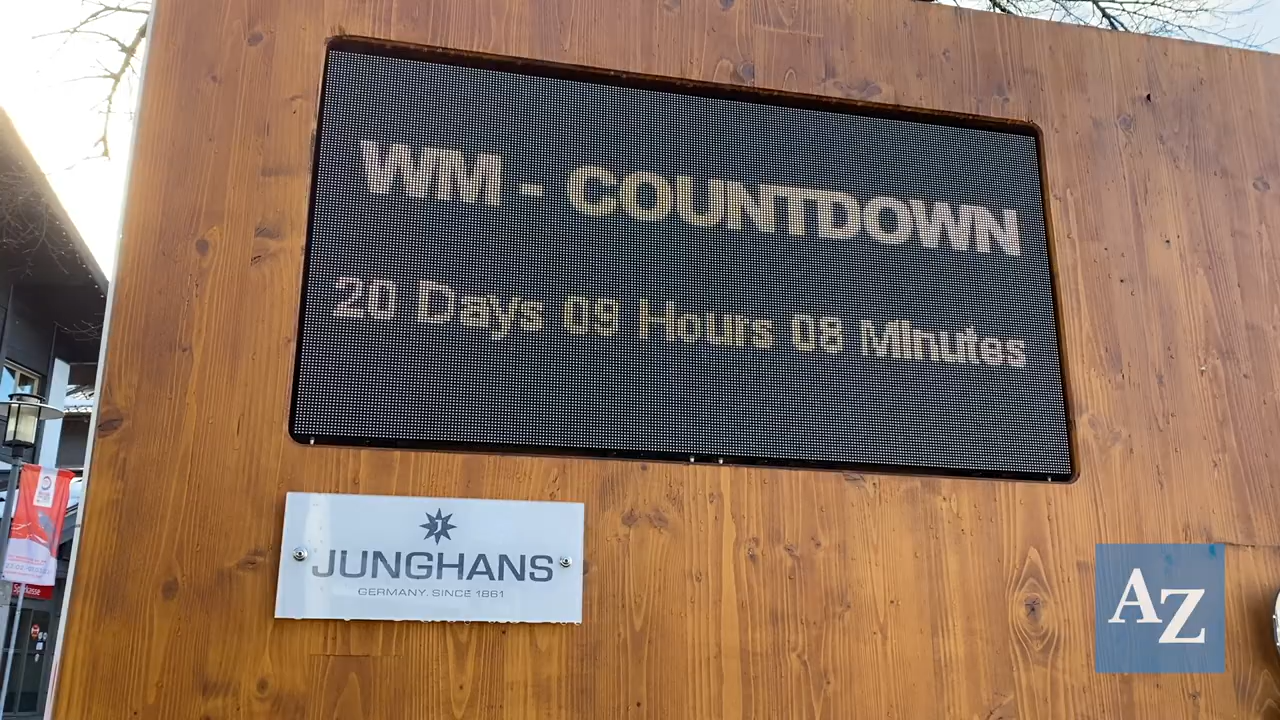 WM - COUNTDOWN
20 Days 09 Hours 08 Minutes
J
JUNGHANS
GERMANY. SINCE 1861
AZ